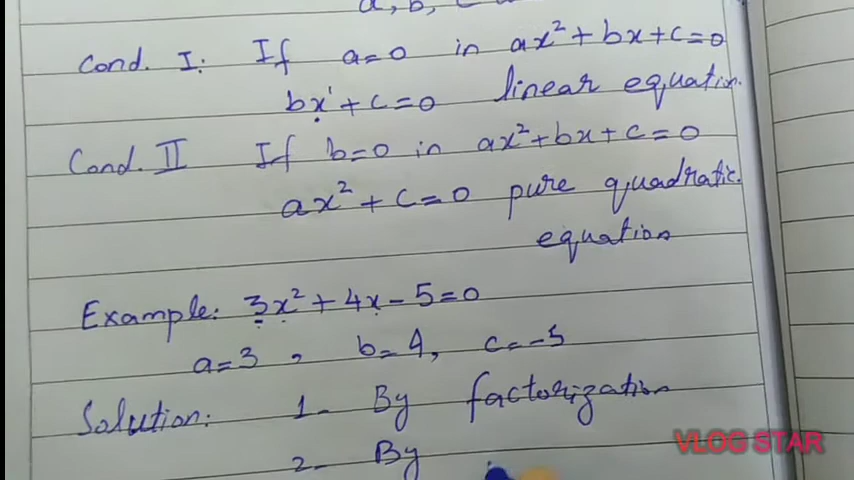 a, b, c
Cond. I: If a=0 in ax²+bx+c=0
bx¹+c=0 linear equation.
Cond. II If b=0 in ax²+bx+c=0
ax²+c=0 pure quadratic.
equation
Example: 3x²+4x-5=0
a=3, b=4, c=-5
Solution: 1- By factorization
2- By
VLOG STAR